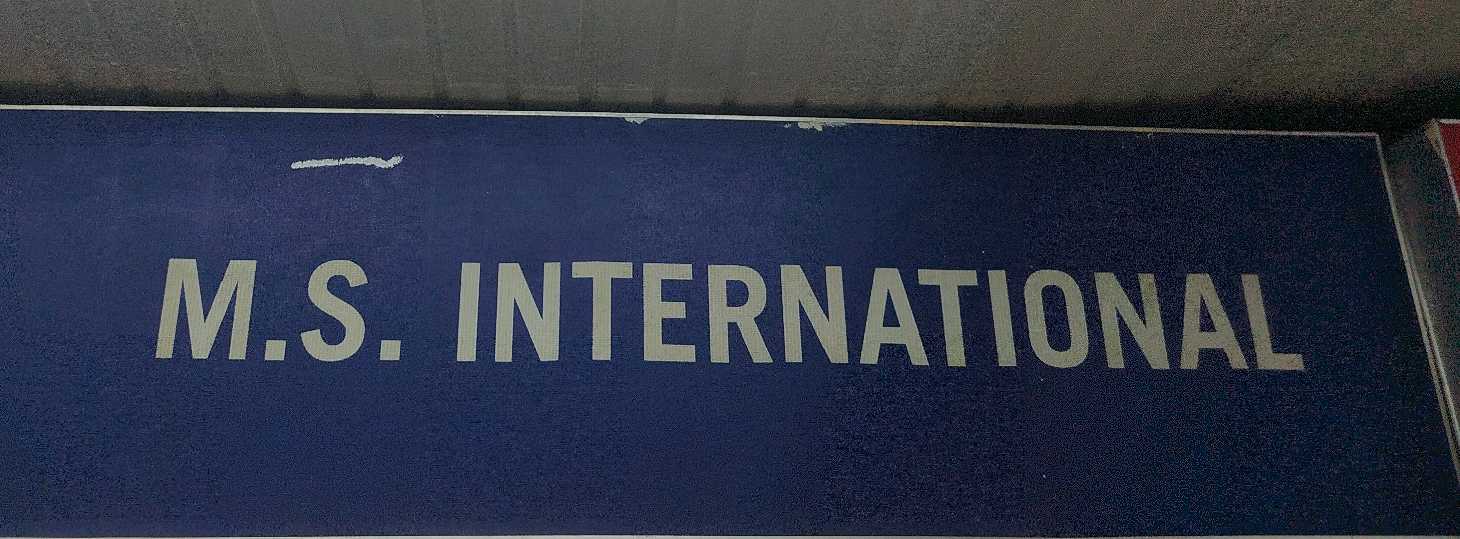 M.S. INTERNATIONAL